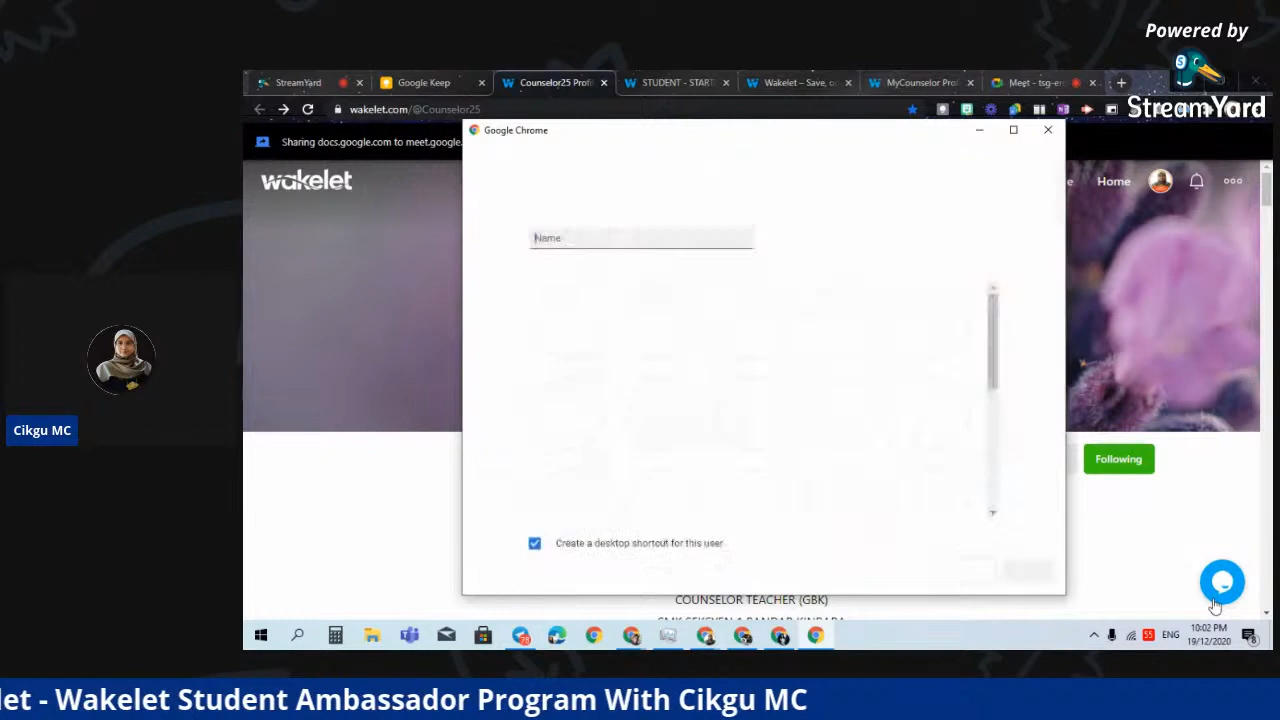 Powered by
StreamYard
StreamYard
Google Keep
Counselor25 Profi
STUDENT - START
Wakelet – Save, o
MyCounselor Prof
Meet - tsg-en
wakelet.com/@Counselor25
Google Chrome
Sharing docs.google.com to meet.google.
wakelet
Home
Name
Following
Create a desktop shortcut for this user
COUNSELOR TEACHER (GBK)
Cikgu MC
ENG
10:02 PM
19/12/2020
let - Wakelet Student Ambassador Program With Cikgu MC